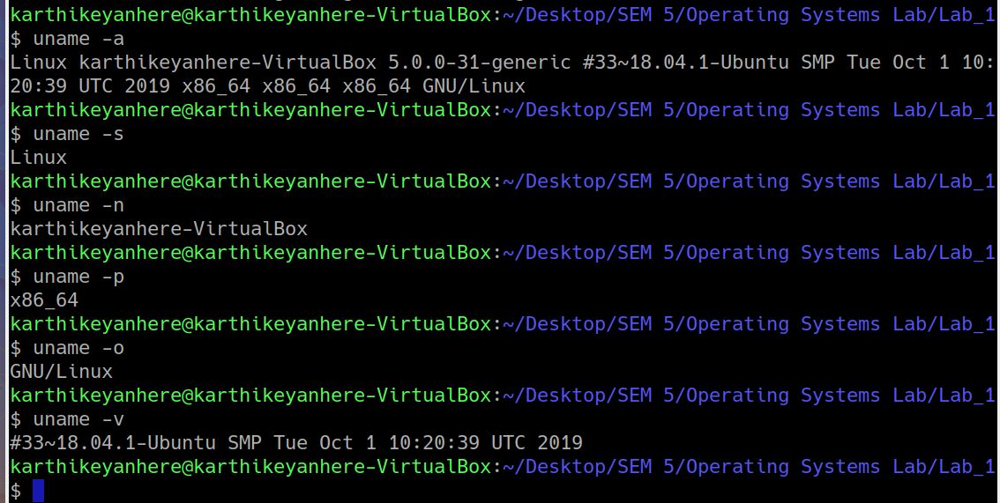 karthikeyanhere@karthikeyanhere-VirtualBox:~/Desktop/SEM 5/Operating Systems Lab/Lab_1
$ uname -a
Linux karthikeyanhere-VirtualBox 5.0.0-31-generic #33~18.04.1-Ubuntu SMP Tue Oct 1 10:
20:39 UTC 2019 x86_64 x86_64 x86_64 GNU/Linux
karthikeyanhere@karthikeyanhere-VirtualBox:~/Desktop/SEM 5/Operating Systems Lab/Lab_1
$ uname -s
Linux
karthikeyanhere@karthikeyanhere-VirtualBox:~/Desktop/SEM 5/Operating Systems Lab/Lab_1
$ uname -n
karthikeyanhere-VirtualBox
karthikeyanhere@karthikeyanhere-VirtualBox:~/Desktop/SEM 5/Operating Systems Lab/Lab_1
$ uname -p
x86_64
karthikeyanhere@karthikeyanhere-VirtualBox:~/Desktop/SEM 5/Operating Systems Lab/Lab_1
$ uname -o
GNU/Linux
karthikeyanhere@karthikeyanhere-VirtualBox:~/Desktop/SEM 5/Operating Systems Lab/Lab_1
$ uname -v
#33~18.04.1-Ubuntu SMP Tue Oct 1 10:20:39 UTC 2019
karthikeyanhere@karthikeyanhere-VirtualBox:~/Desktop/SEM 5/Operating Systems Lab/Lab_1
$